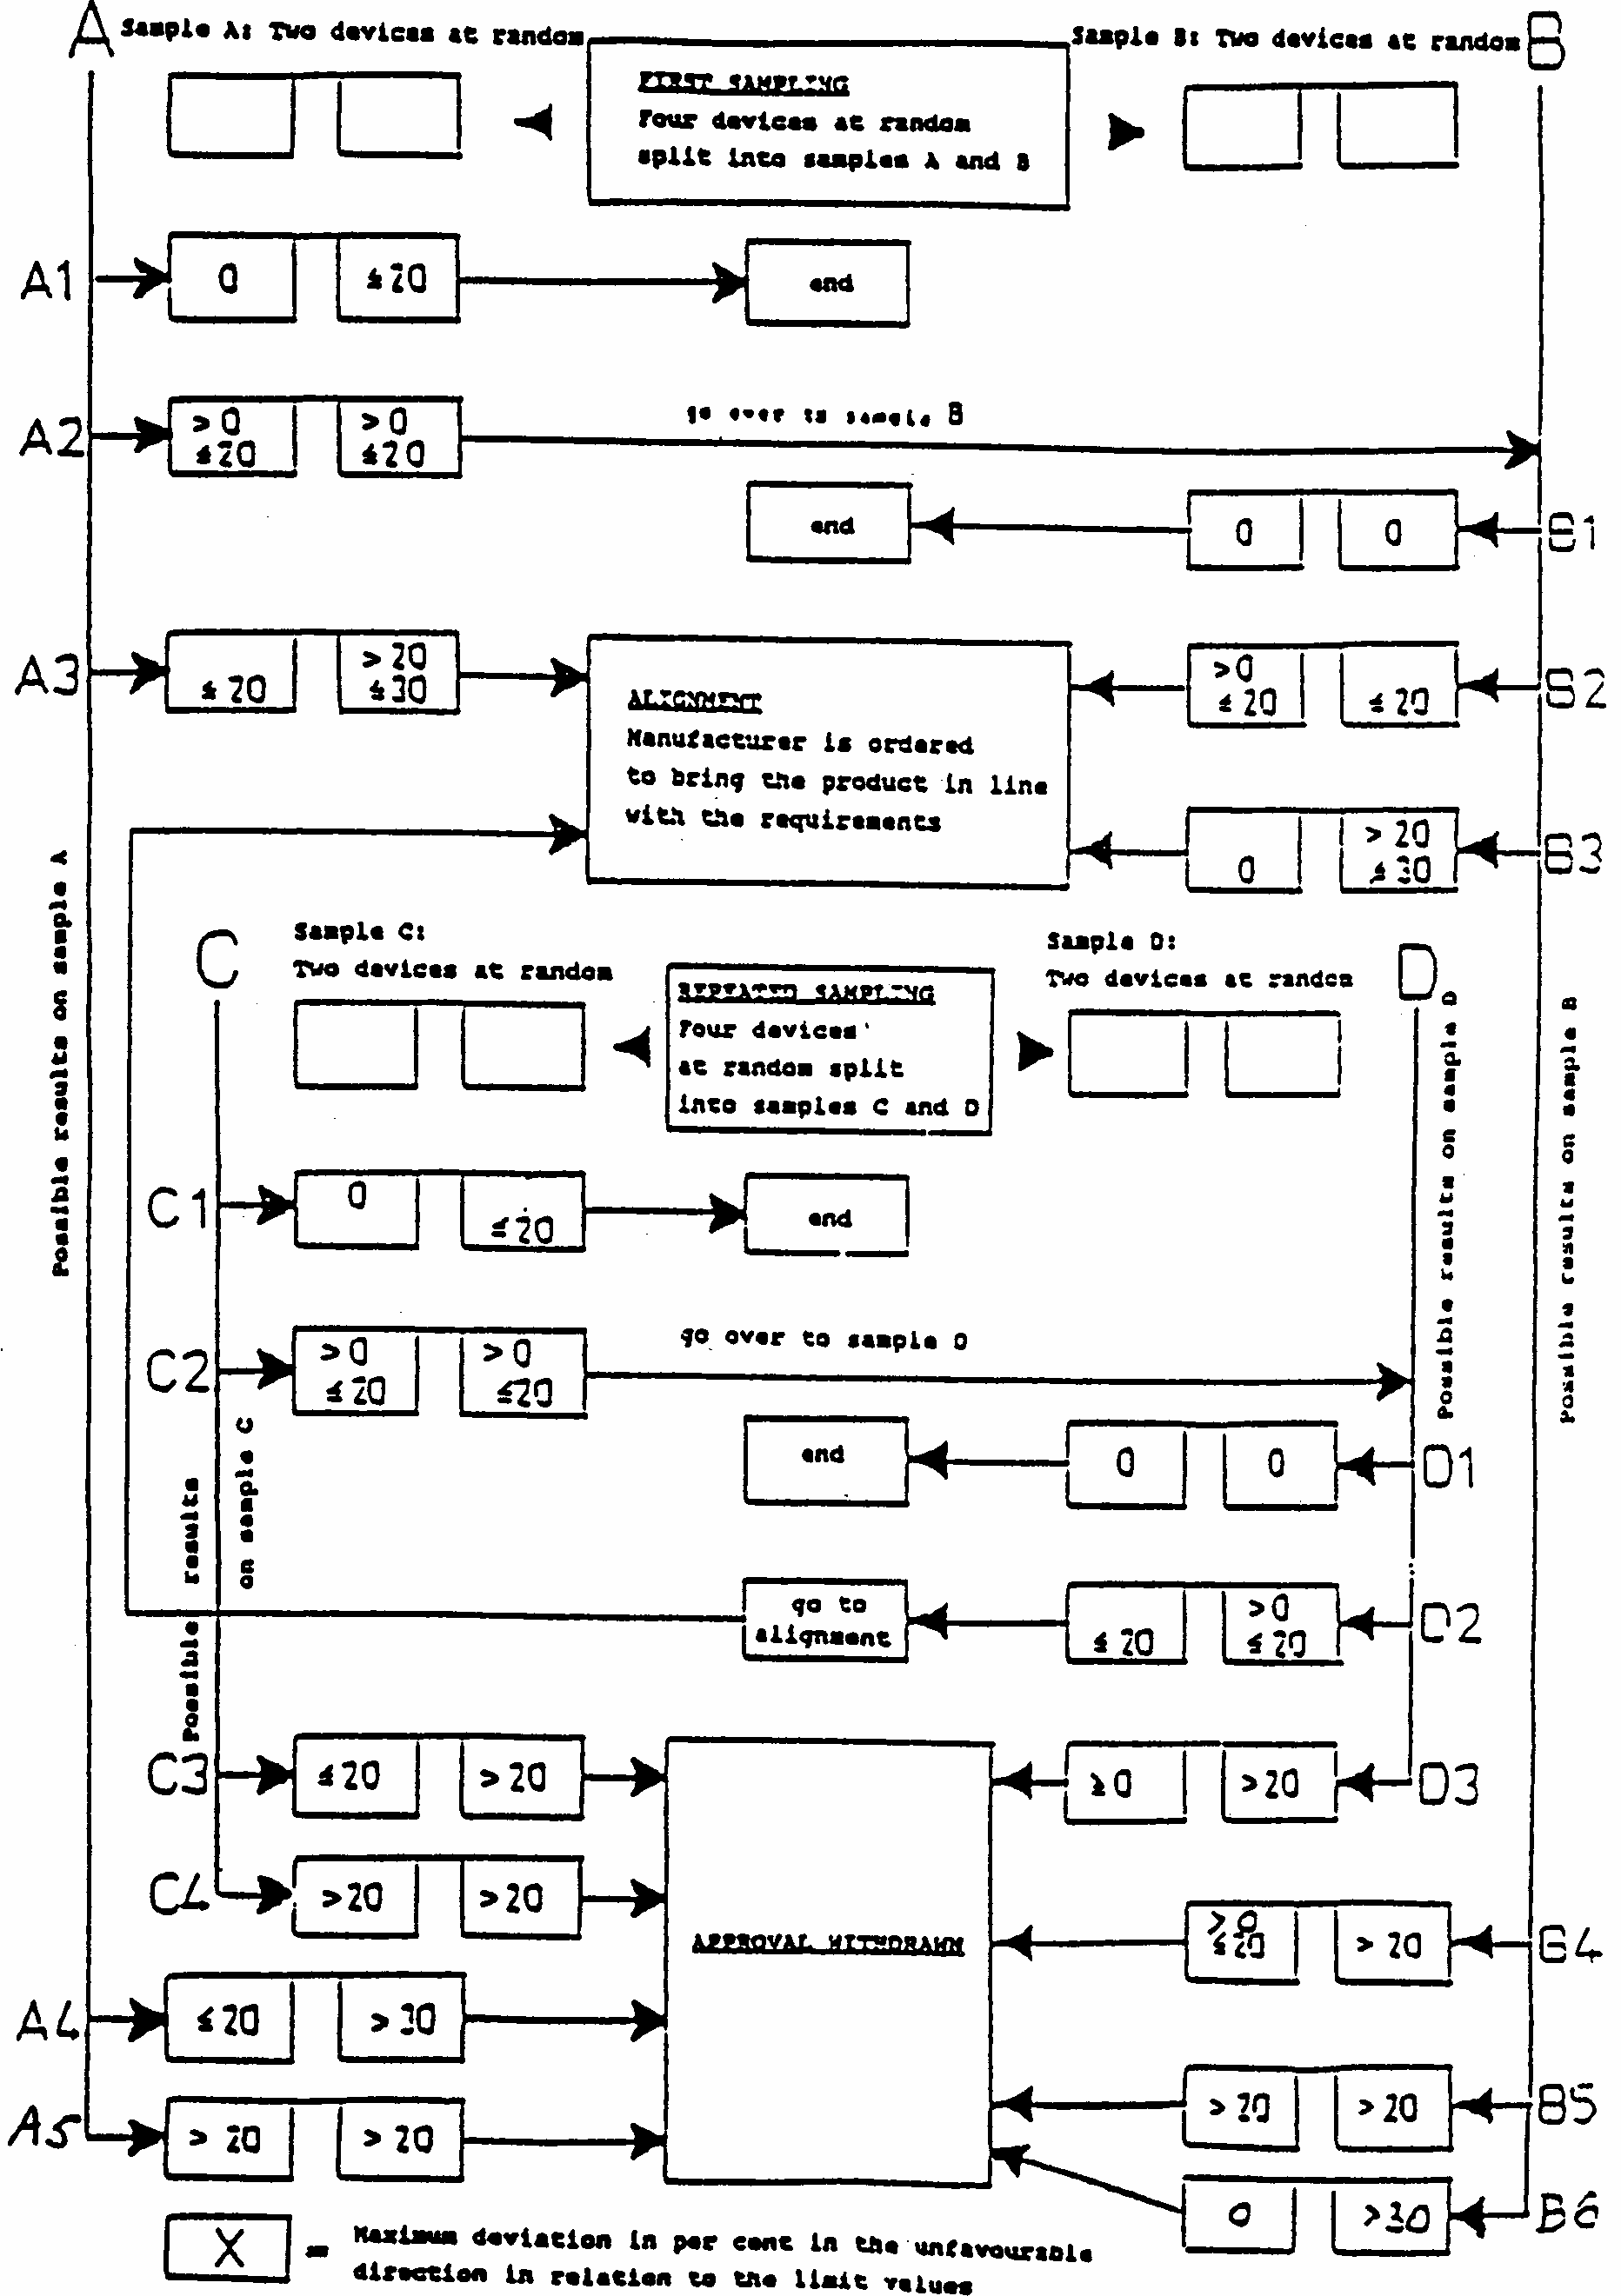 A
Sample A: Two devices at random
FIRST SAMPLING
Four devices at random
split into samples A and B
Sample B: Two devices at random
B
A1
0
≤20
end
A2
>0
≤20
>0
≤20
go over to sample B
end
0
0
B1
A3
≤20
>20
≤30
ALIGNMENT
Manufacturer is ordered
to bring the product in line
with the requirements
>0
≤20
≤20
B2
0
>20
≤30
B3
Possible results on sample A
C
Sample C:
Two devices at random
REPEATED SAMPLING
Four devices
at random split
into samples C and D
Sample D:
Two devices at random
D
Possible results on sample D
Possible results on sample B
C1
0
≤20
end
C2
>0
≤20
>0
≤20
go over to sample D
end
0
0
D1
Possible results
on sample C
go to
alignment
≤20
>0
≤20
D2
C3
≤20
>20
≥0
>20
D3
C4
>20
>20
APPROVAL WITHDRAWN
>0
≤20
>20
B4
A4
≤20
>30
A5
>20
>20
>20
>20
B5
0
>30
B6
X
=
Maximum deviation in per cent in the unfavourable
direction in relation to the limit values